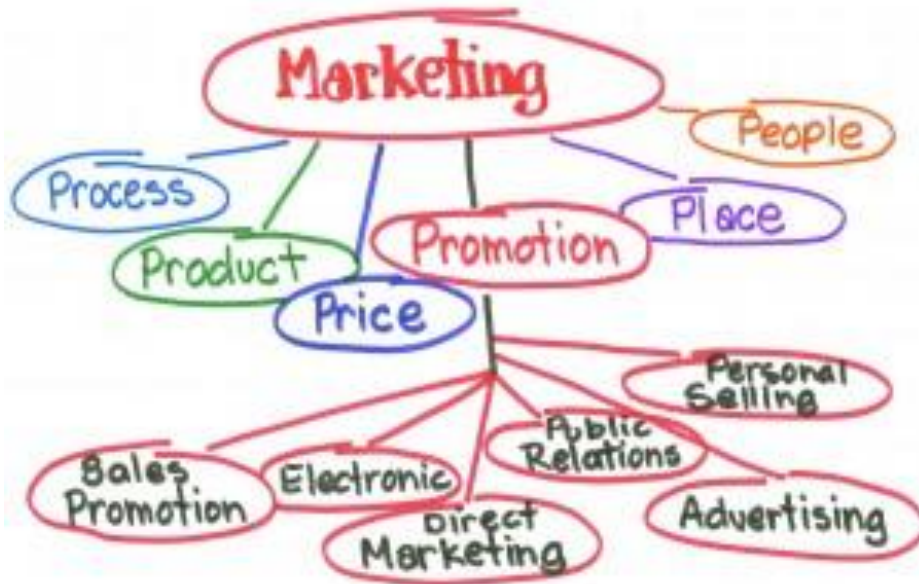 Marketing
People
Process
Place
Product
Promotion
Price
Personal
Selling
Public
Relations
Sales
Promotion
Electronic
Direct
Marketing
Advertising